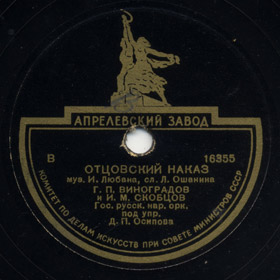 АПРЕЛЕВСКИЙ ЗАВОД
В 16355
ОТЦОВСКИЙ НАКАЗ
муз. И. Любана, сл. Л. Ошанина
Г. П. ВИНОГРАДОВ
и И. М. СКОБЦОВ
Гос. русск. нар. орк.
под упр.
Д. П. Осипова
КОМИТЕТ ПО ДЕЛАМ ИСКУССТВ ПРИ СОВЕТЕ МИНИСТРОВ СССР